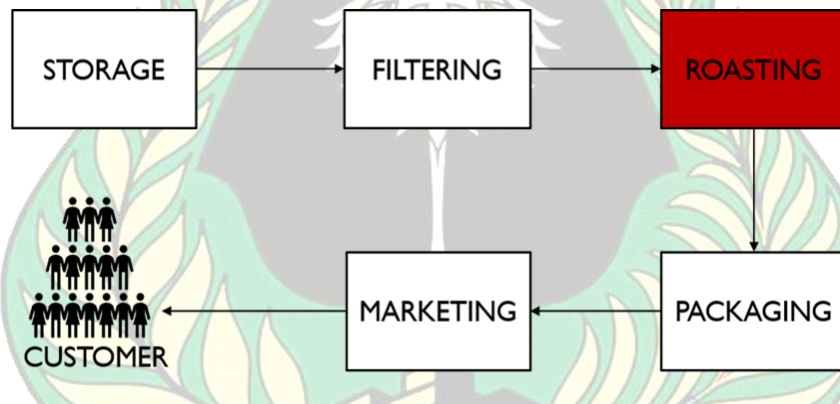 STORAGE
FILTERING
ROASTING
PACKAGING
MARKETING
CUSTOMER